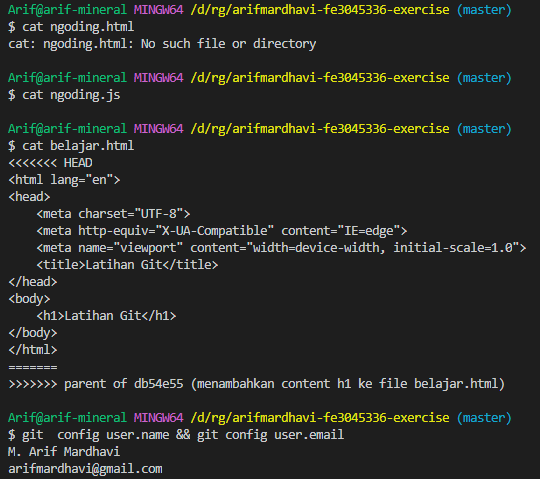 Arif@arif-mineral MINGW64 /d/rg/arifmardhavi-fe3045336-exercise (master)
$ cat ngoding.html
cat: ngoding.html: No such file or directory
Arif@arif-mineral MINGW64 /d/rg/arifmardhavi-fe3045336-exercise (master)
$ cat ngoding.js
Arif@arif-mineral MINGW64 /d/rg/arifmardhavi-fe3045336-exercise (master)
$ cat belajar.html
<<<<<<< HEAD
<html lang="en">
<head>
    <meta charset="UTF-8">
    <meta http-equiv="X-UA-Compatible" content="IE=edge">
    <meta name="viewport" content="width=device-width, initial-scale=1.0">
    <title>Latihan Git</title>
</head>
<body>
    <h1>Latihan Git</h1>
</body>
</html>
=======
>>>>>>> parent of db54e55 (menambahkan content h1 ke file belajar.html)
Arif@arif-mineral MINGW64 /d/rg/arifmardhavi-fe3045336-exercise (master)
$ git  config user.name && git config user.email
M. Arif Mardhavi
arifmardhavi@gmail.com